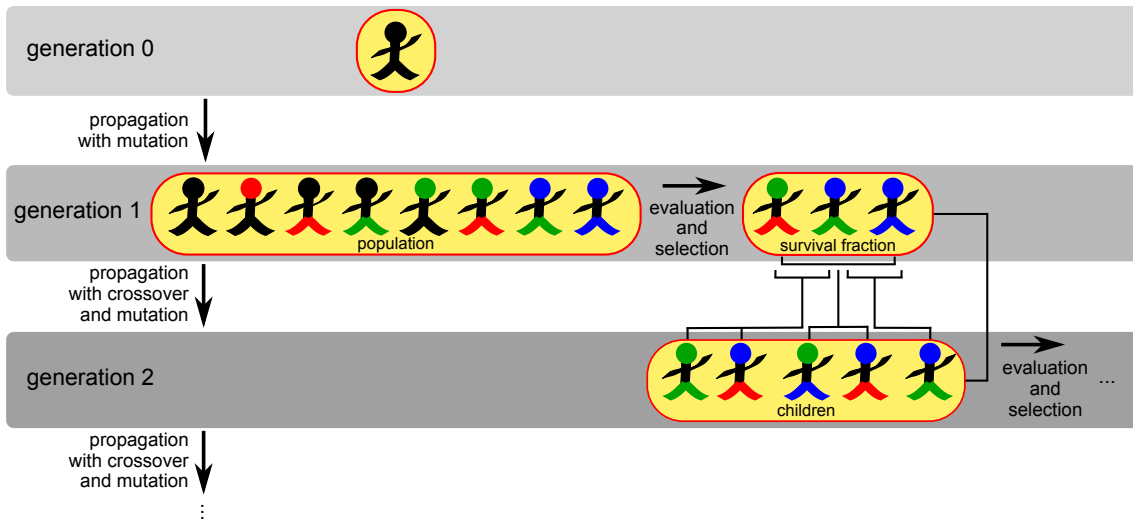 generation 0
propagation
with mutation
generation 1
population
evaluation
and
selection
survival fraction
propagation
with crossover
and mutation
generation 2
children
evaluation
and
selection
...
propagation
with crossover
and mutation
...